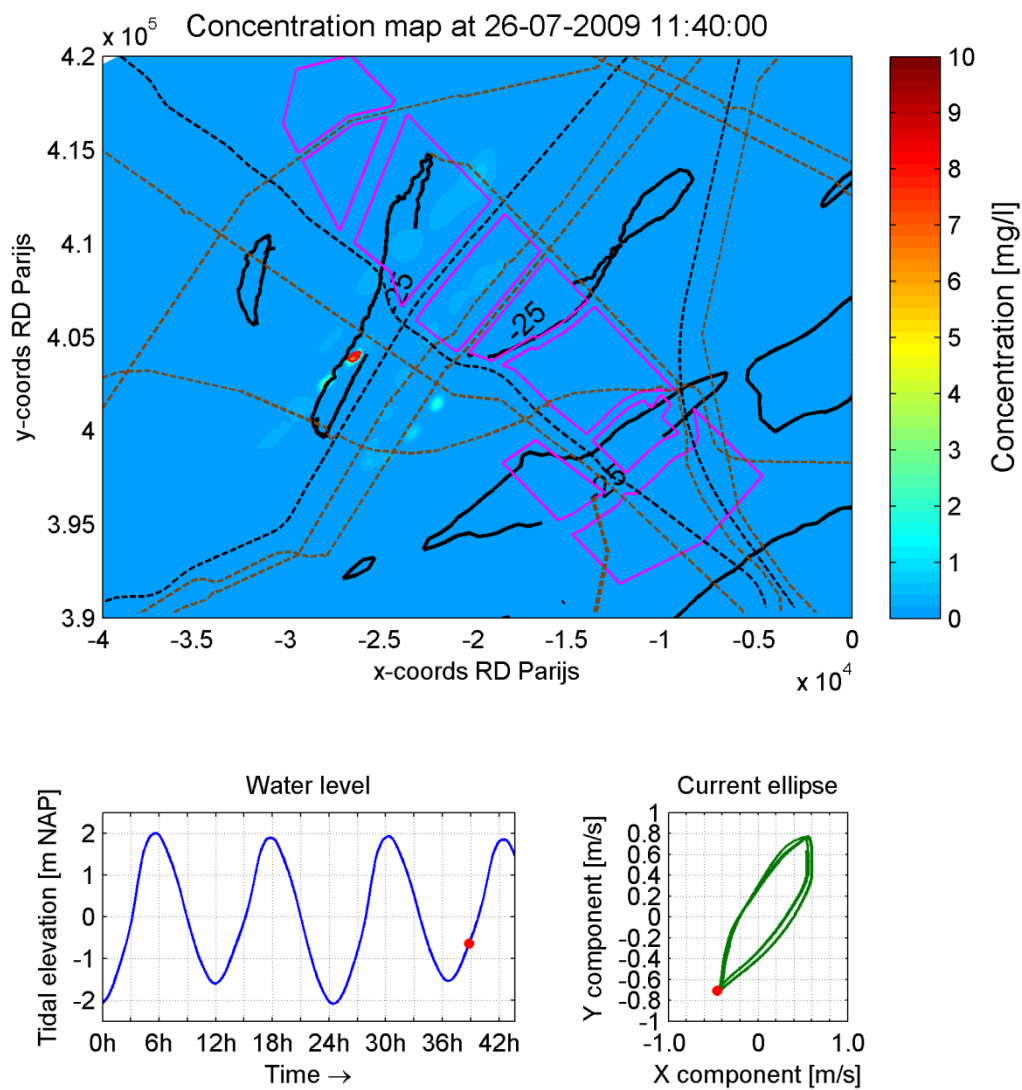 x 10⁵
Concentration map at 26-07-2009 11:40:00
4.2
4.15
4.1
4.05
4
3.95
3.9
y-coords RD Parijs
-25
-25
-25
-4
-3.5
-3
-2.5
-2
-1.5
-1
-0.5
0
x-coords RD Parijs
x 10⁴
10
9
8
7
6
5
4
3
2
1
0
Concentration [mg/l]
Water level
Tidal elevation [m NAP]
2
1
0
-1
-2
0h
6h
12h
18h
24h
30h
36h
42h
Time →
Current ellipse
Y component [m/s]
1
0.8
0.6
0.4
0.2
0
-0.2
-0.4
-0.6
-0.8
-1
-1.0
0
1.0
X component [m/s]